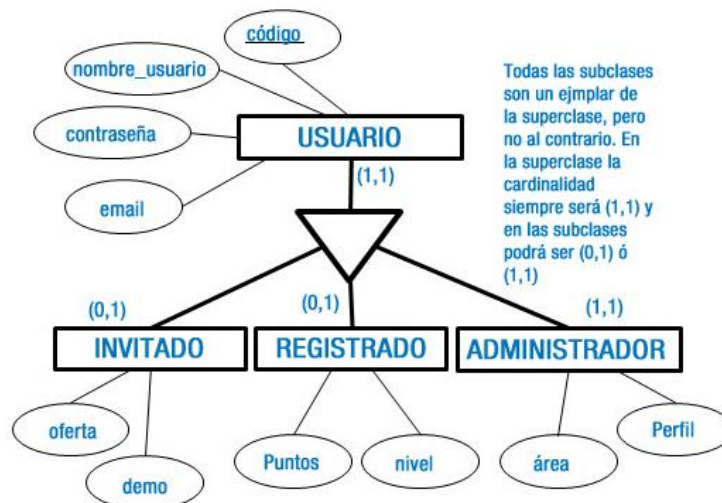 código
nombre_usuario
contraseña
email
USUARIO
(1,1)
Todas las subclases
son un ejmplar de
la superclase, pero
no al contrario. En
la superclase la
cardinalidad
siempre será (1,1) y
en las subclases
podrá ser (0,1) ó
(1,1)
(0,1)
(0,1)
(1,1)
INVITADO
REGISTRADO
ADMINISTRADOR
oferta
demo
Puntos
nivel
área
Perfil